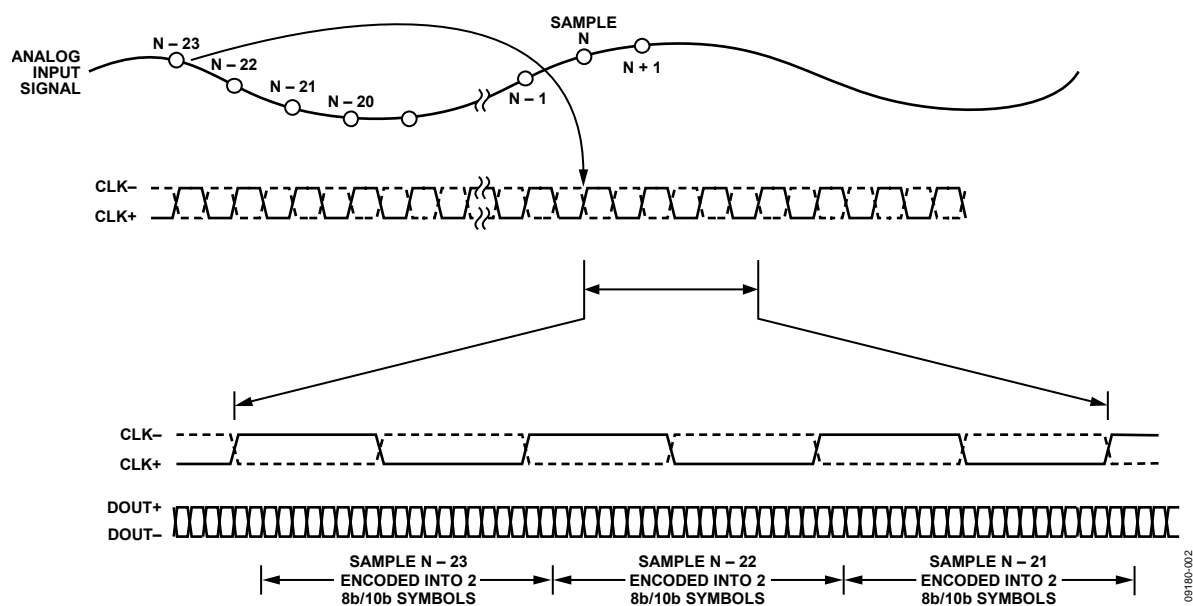 ANALOG
INPUT
SIGNAL
N – 23
N – 22
N – 21
N – 20
N – 1
SAMPLE
N
N + 1
CLK–
CLK+
CLK–
CLK+
DOUT+
DOUT–
SAMPLE N – 23
ENCODED INTO 2
8b/10b SYMBOLS
SAMPLE N – 22
ENCODED INTO 2
8b/10b SYMBOLS
SAMPLE N – 21
ENCODED INTO 2
8b/10b SYMBOLS
09180-002